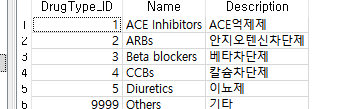 DrugType_ID Name Description
1 1 ACE Inhibitors ACE억제제
2 2 ARBs 안지오텐신차단제
3 3 Beta blockers 베타차단제
4 4 CCBs 칼슘차단제
5 5 Diuretics 이뇨제
6 9999 Others 기타